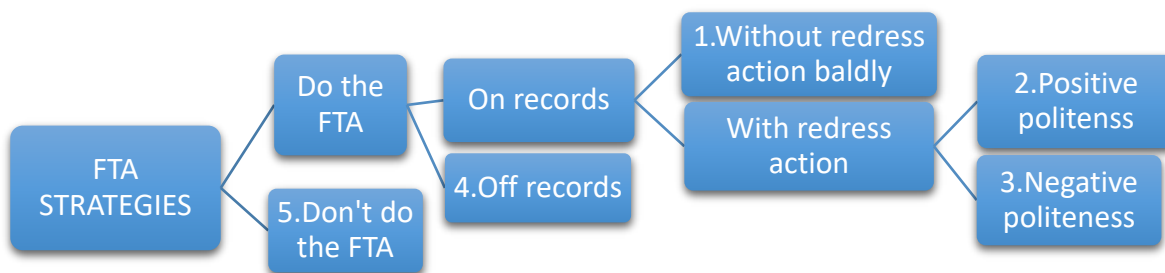 FTA
STRATEGIES
Do the
FTA
5.Don't do
the FTA
On records
4.Off records
1.Without redress
action baldly
With redress
action
2.Positive
politenss
3.Negative
politeness